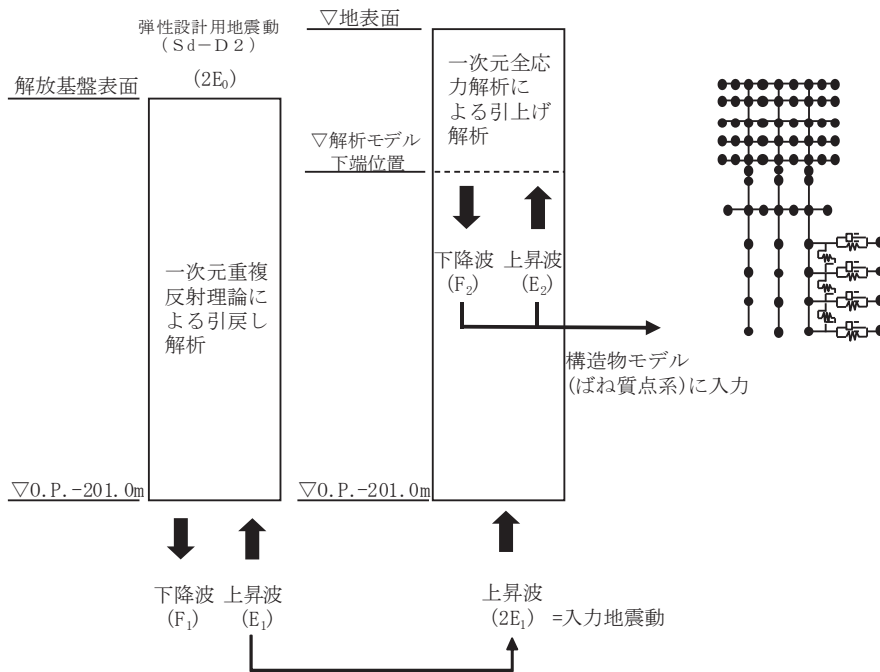 弾性設計用地震動
(Sd－D2)
(2E₀)
解放基盤表面
一次元重複
反射理論に
よる引戻し
解析
▽O.P.-201.0m
下降波
(F₁)
上昇波
(E₁)
▽地表面
一次元全応
力解析に
よる引上げ
解析
▽解析モデル
下端位置
下降波
(F₂)
上昇波
(E₂)
構造物モデル
(ばね質点系)に入力
▽O.P.-201.0m
上昇波
(2E₁) =入力地震動